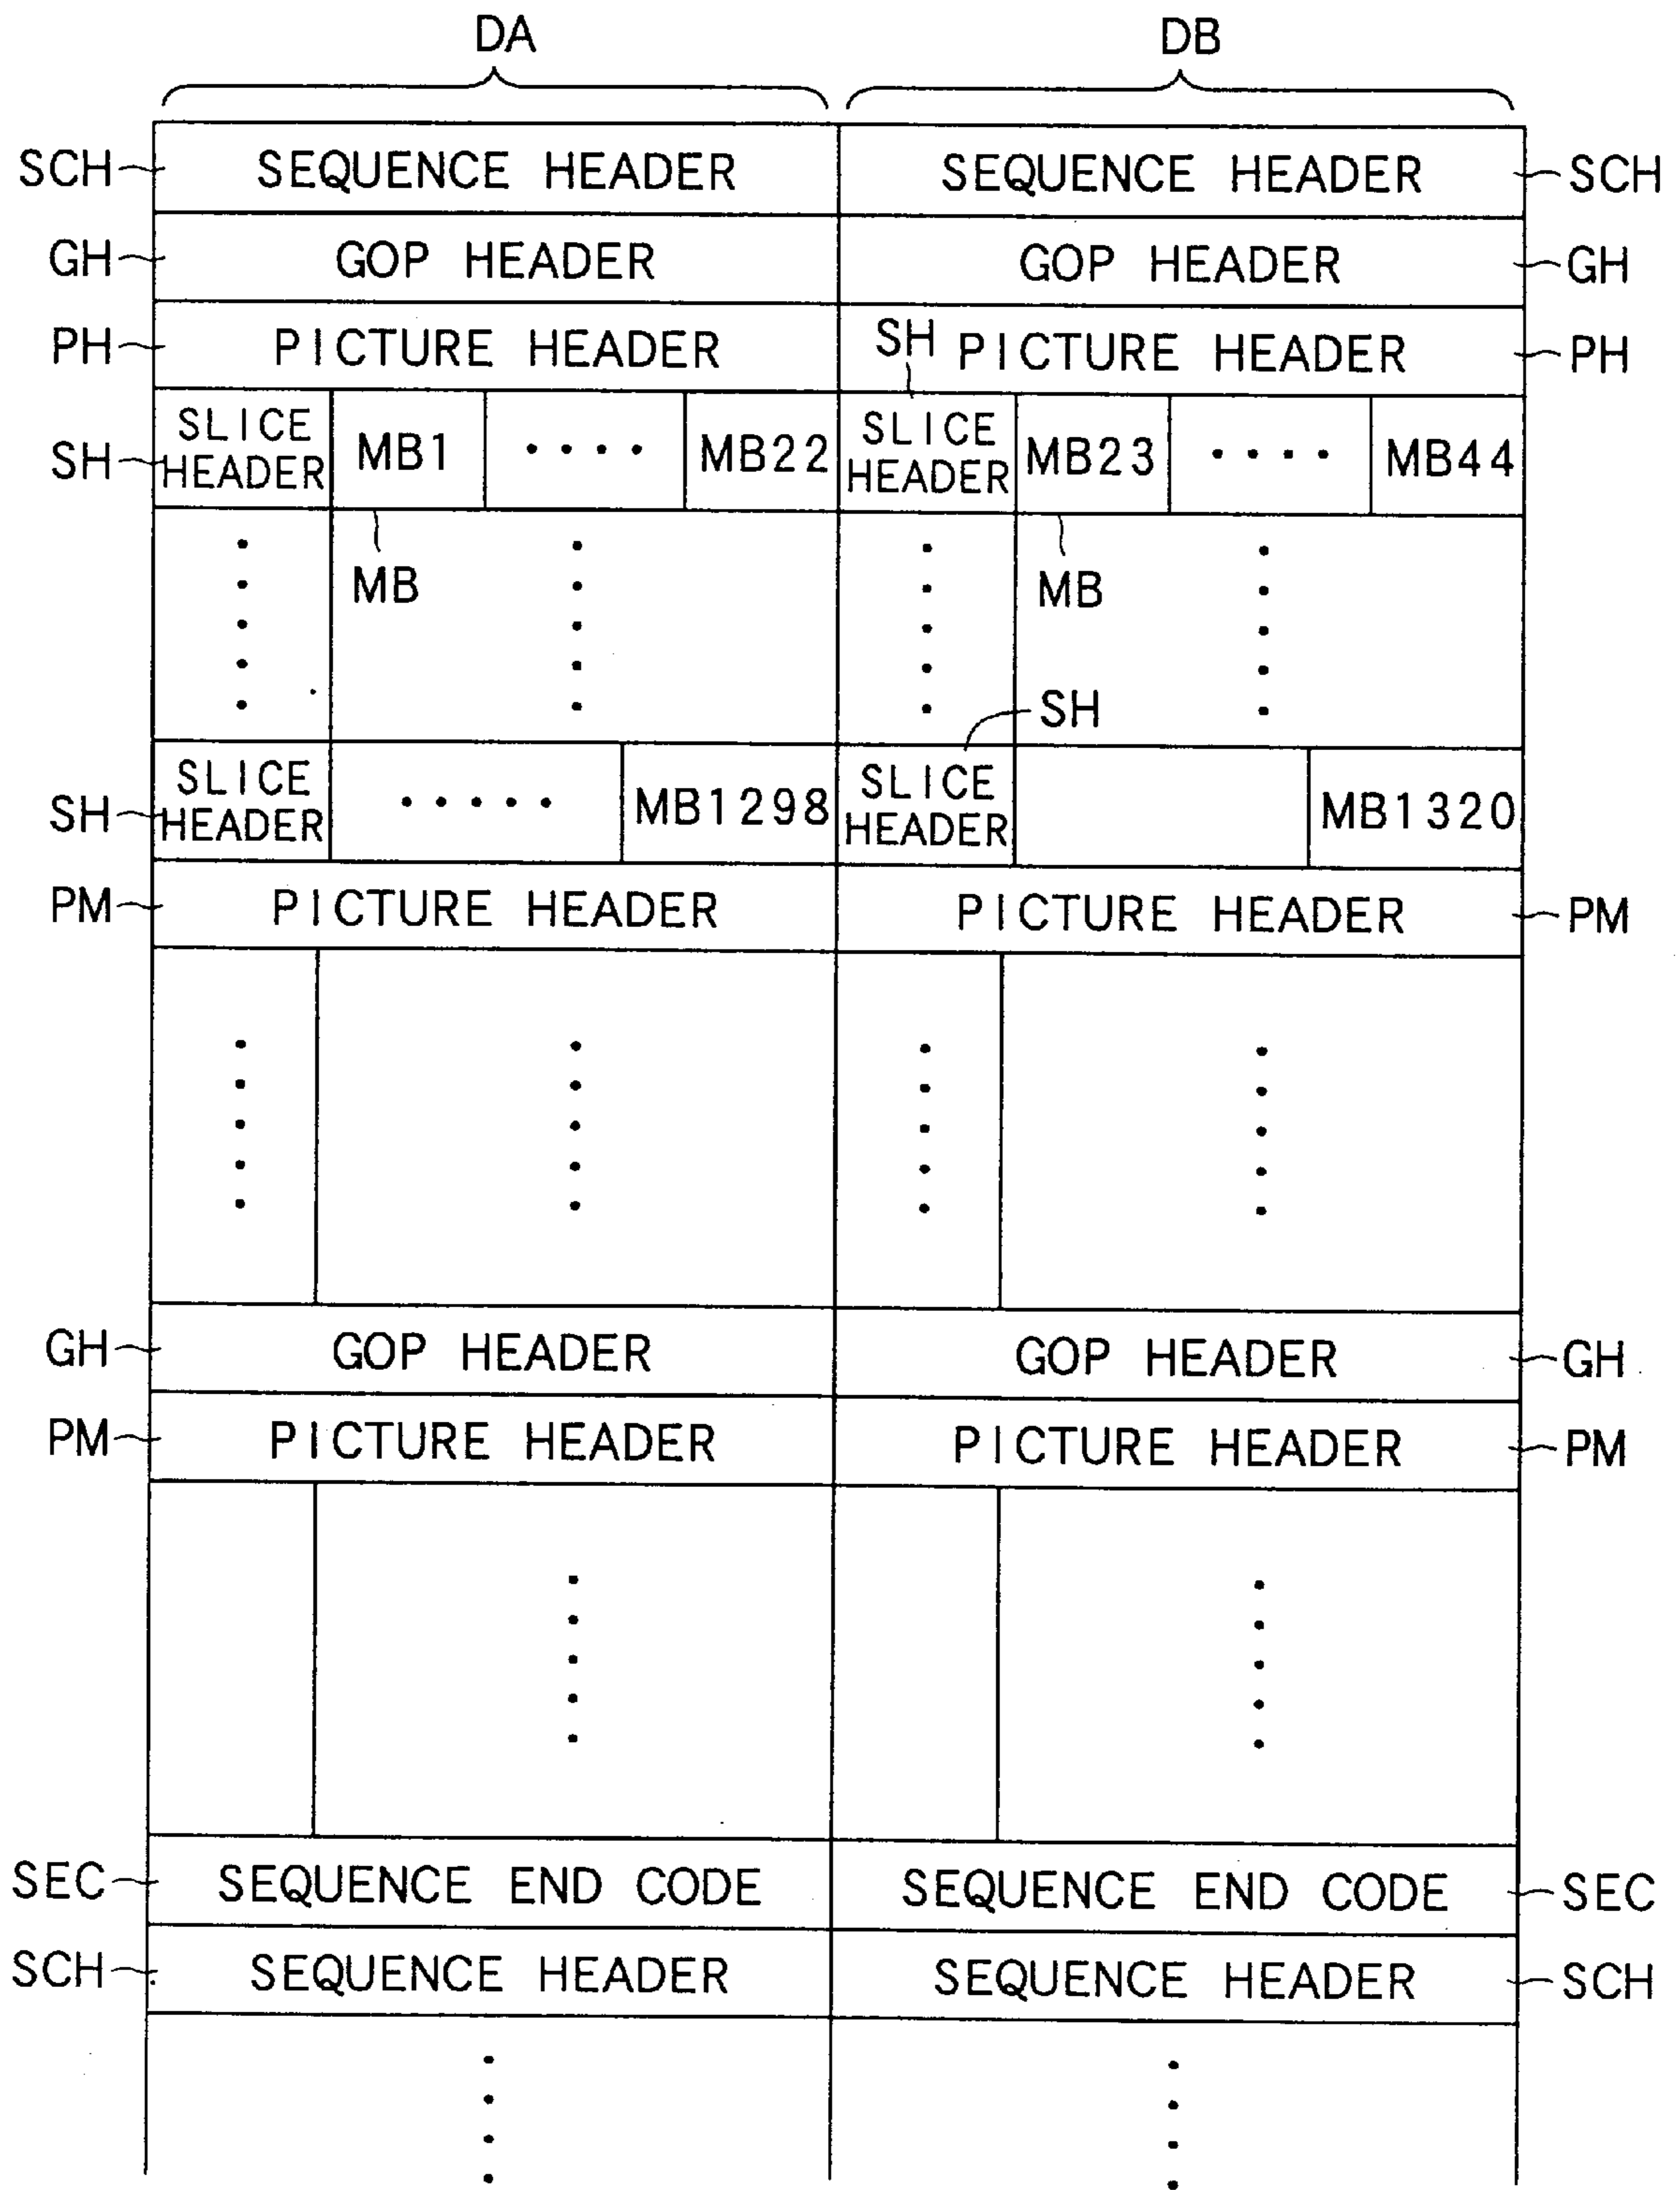 DA DB
SCH SEQUENCE HEADER SEQUENCE HEADER SCH
GH GOP HEADER GOP HEADER GH
PH PICTURE HEADER SH PICTURE HEADER PH
SH SLICE HEADER MB1 · · · · MB22 SLICE HEADER MB23 · · · · MB44
MB MB
SH
SH SLICE HEADER · · · · · MB1298 SLICE HEADER MB1320
PM PICTURE HEADER PICTURE HEADER PM
GH GOP HEADER GOP HEADER GH
PM PICTURE HEADER PICTURE HEADER PM
SEC SEQUENCE END CODE SEQUENCE END CODE SEC
SCH SEQUENCE HEADER SEQUENCE HEADER SCH